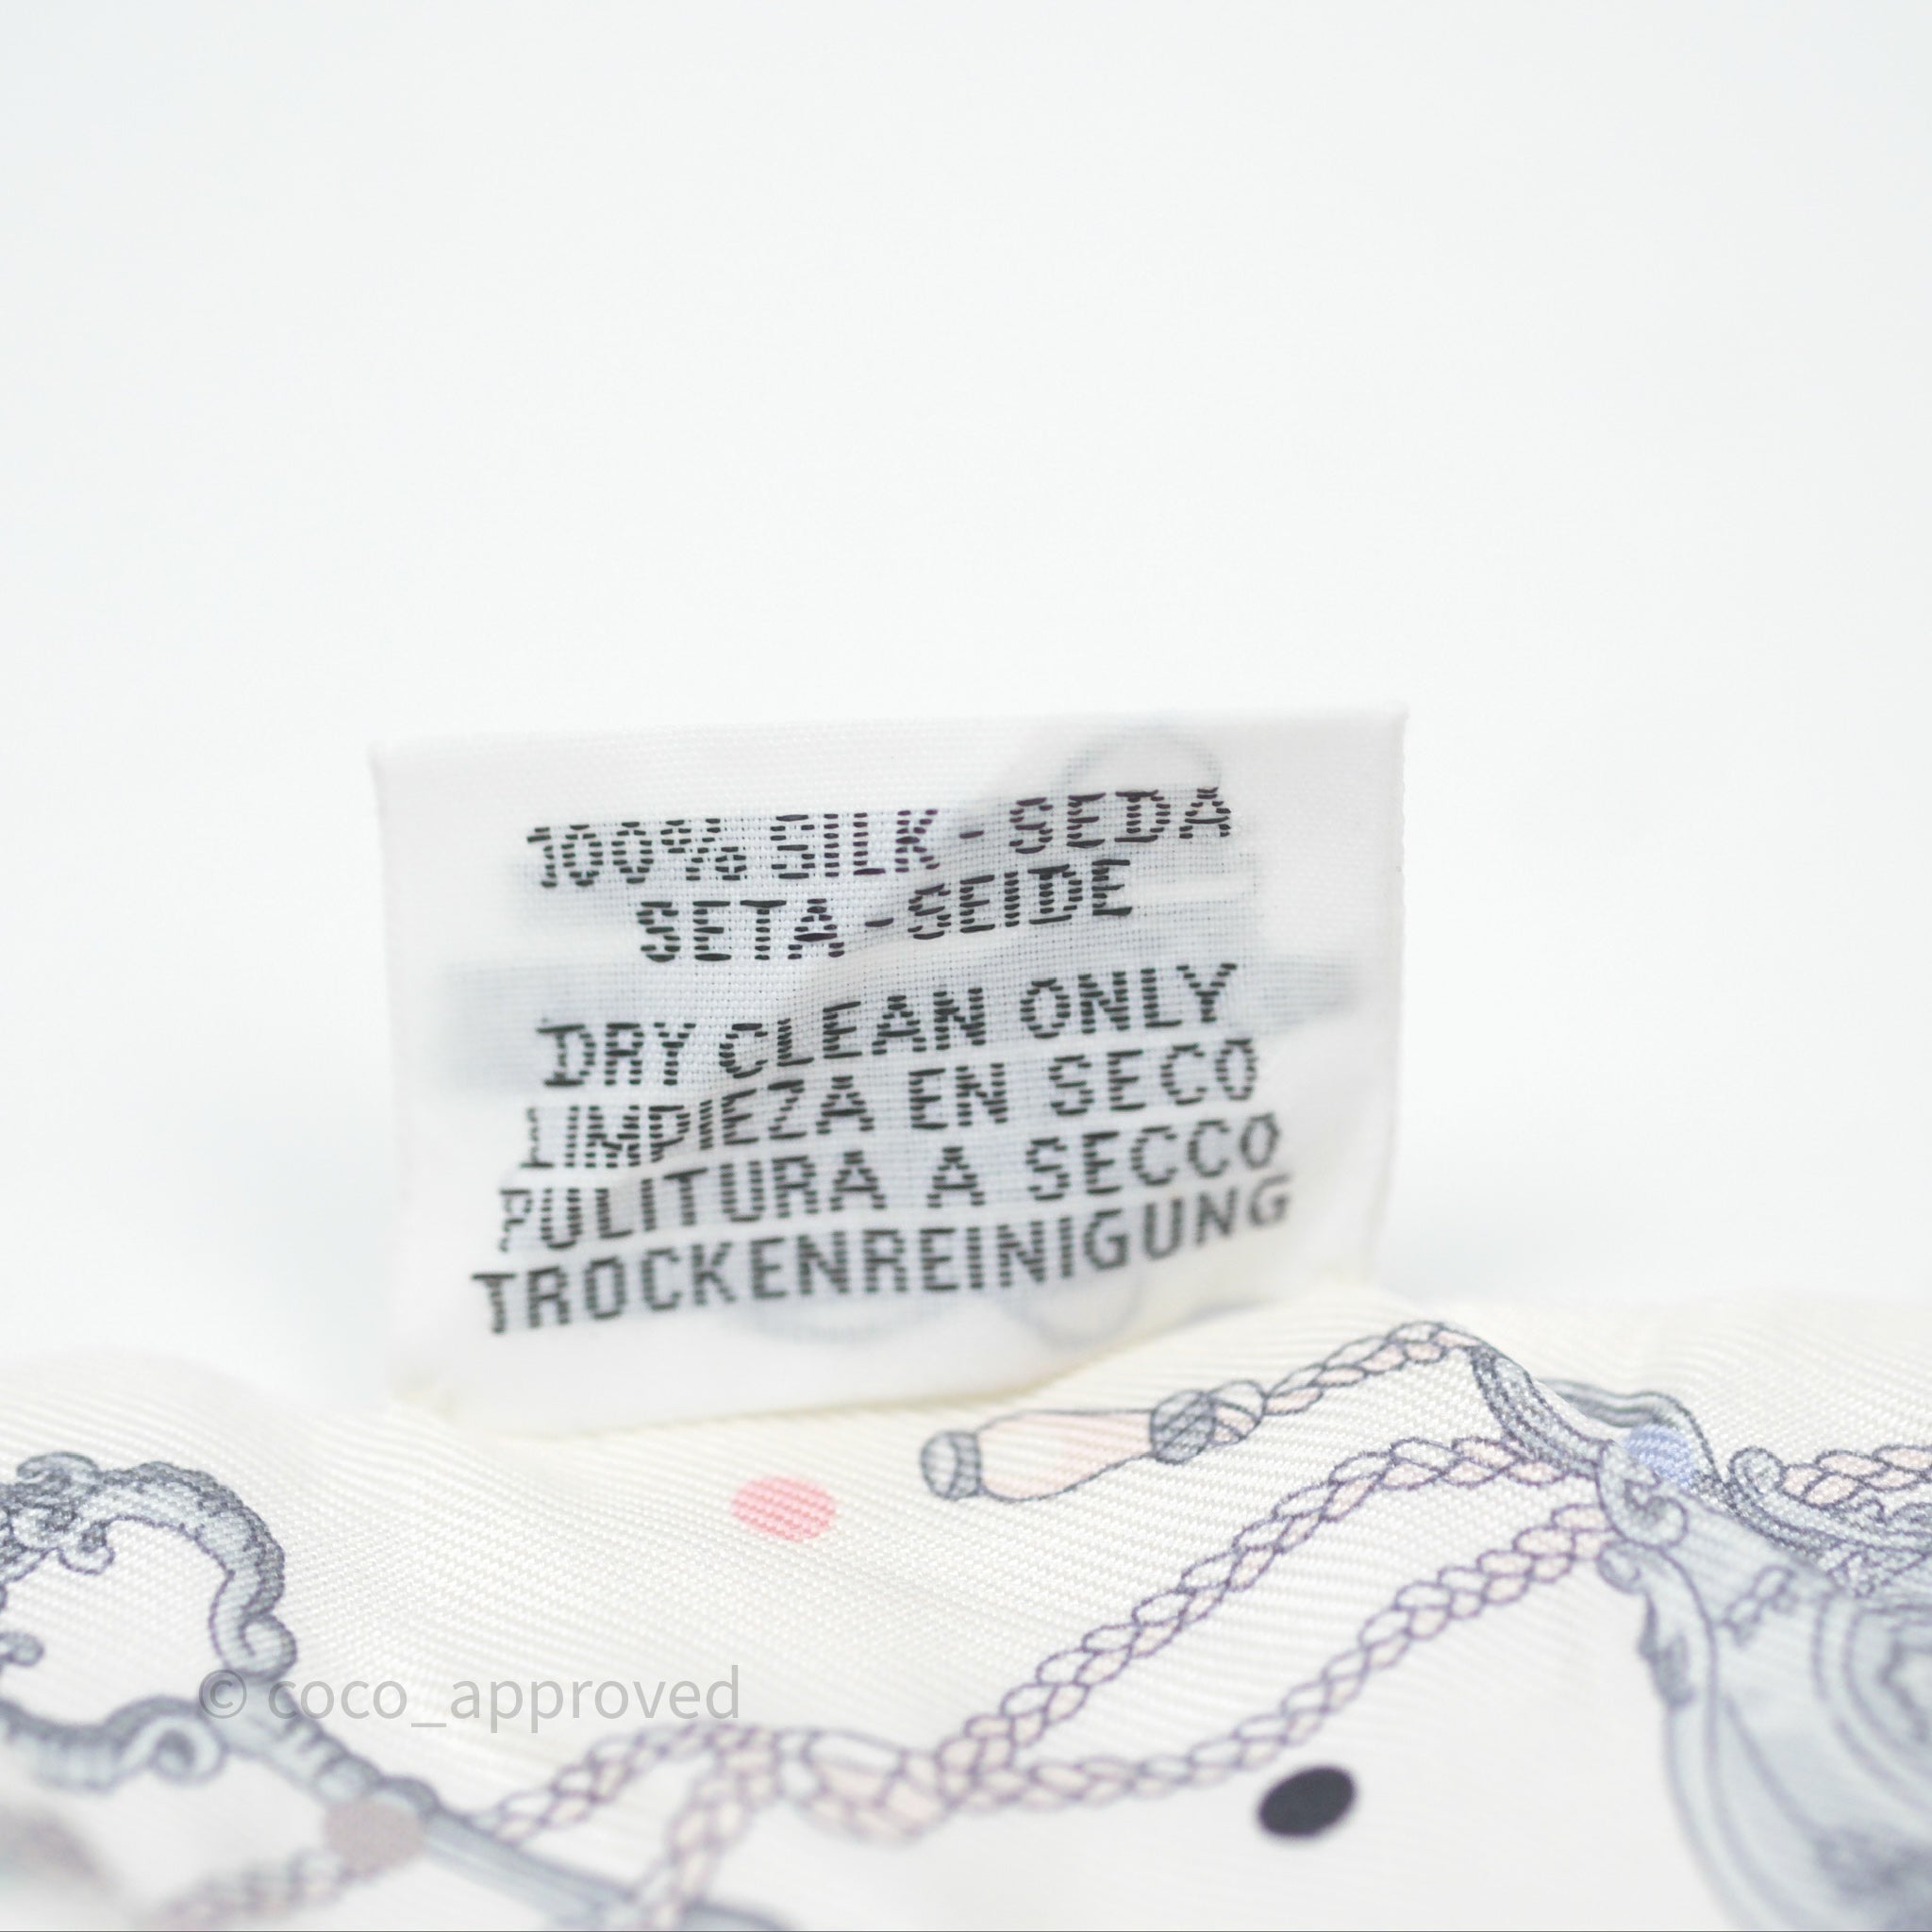 100% SILK - SEDA
SETA - SEIDE
DRY CLEAN ONLY
LIMPIEZA EN SECO
PULITURA A SECCO
TROCKENREINIGUNG
© coco_approved